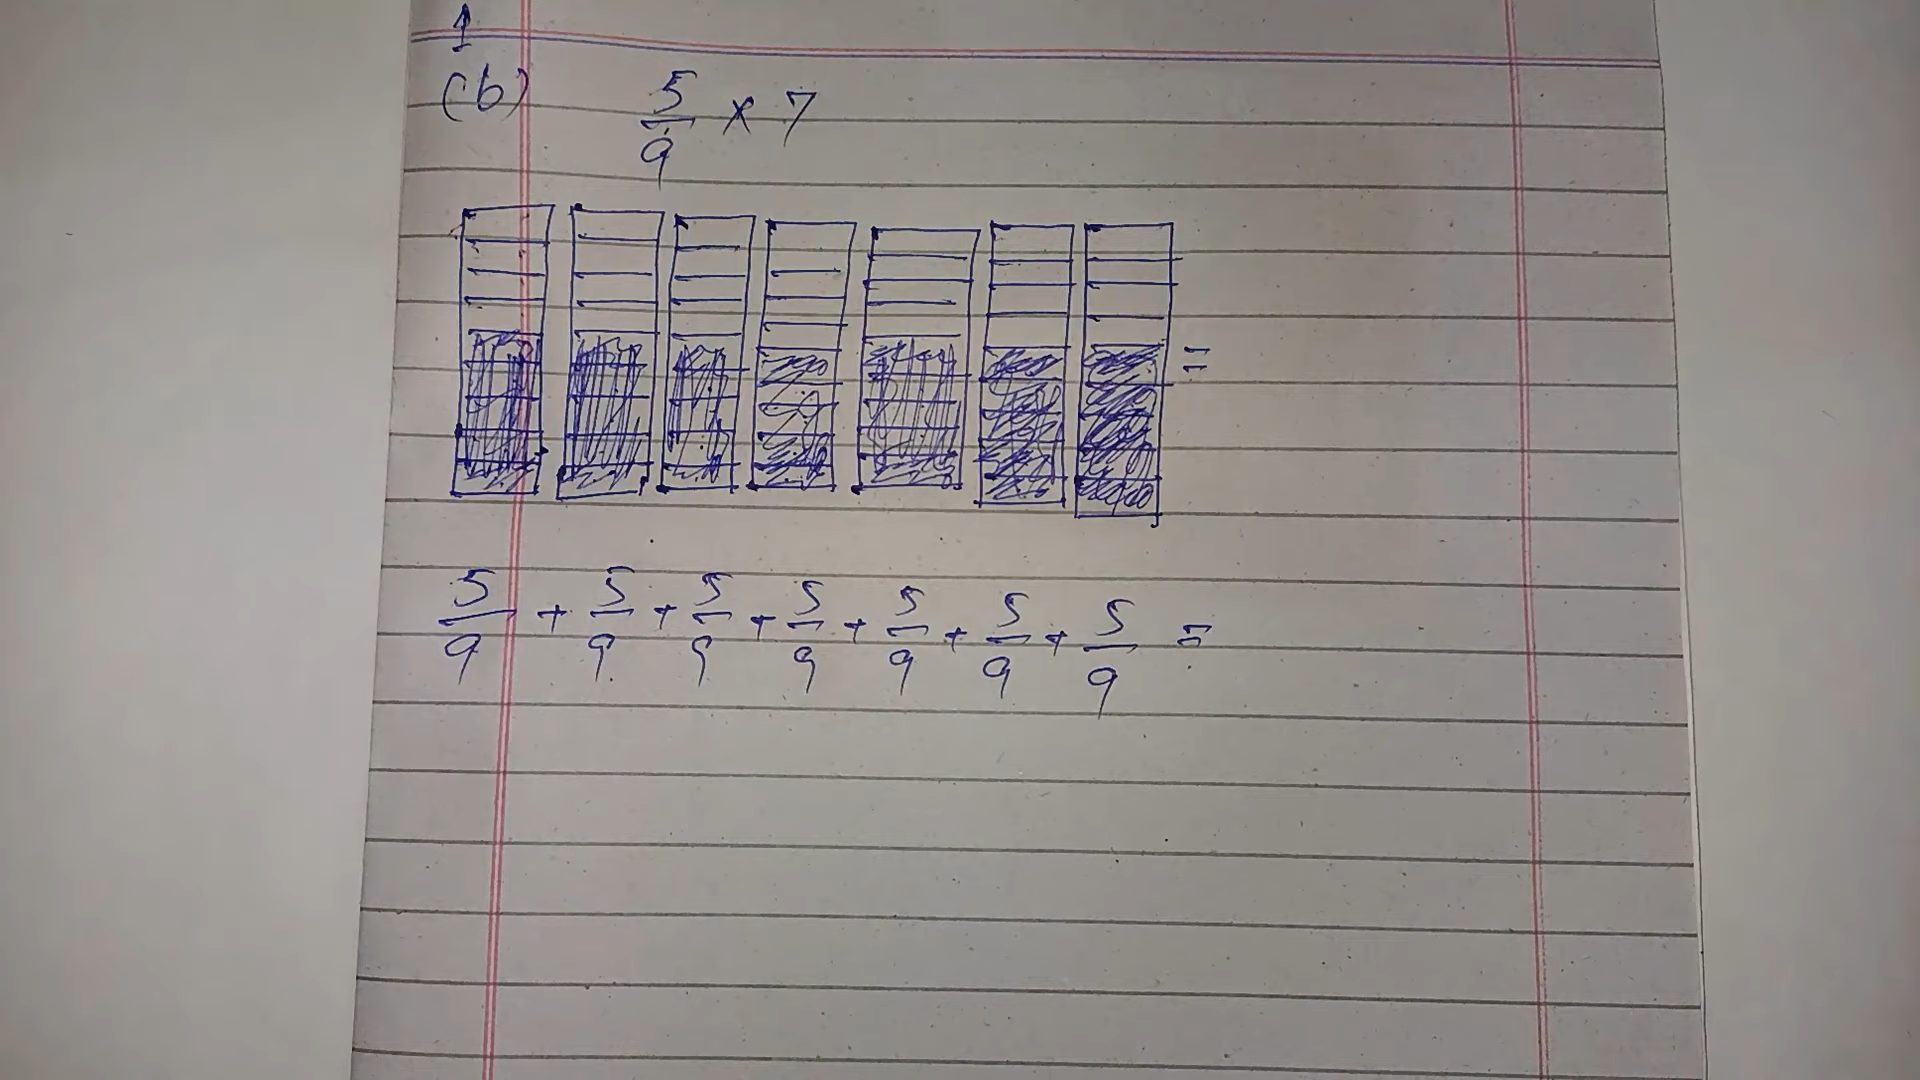 1
(b) 5/9 × 7
=
5/9 + 5/9 + 5/9 + 5/9 + 5/9 + 5/9 + 5/9 =